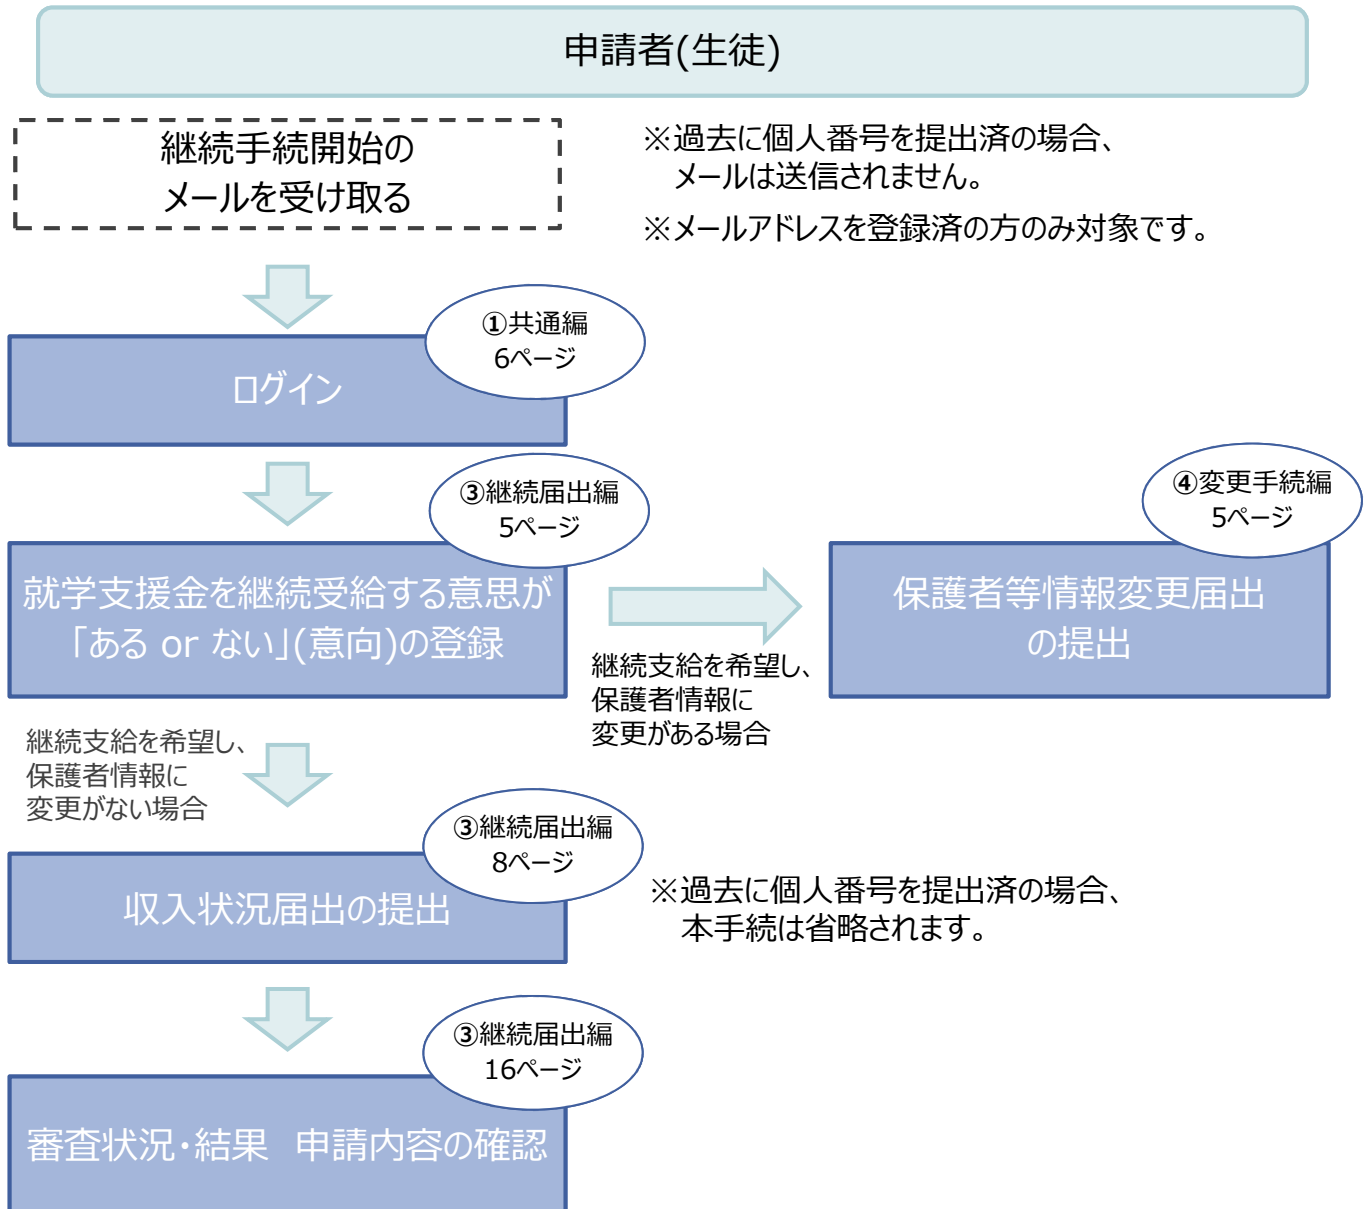 申請者(生徒)
継続手続開始の
メールを受け取る
※過去に個人番号を提出済の場合、
メールは送信されません。
※メールアドレスを登録済の方のみ対象です。
①共通編
6ページ
ログイン
③継続届出編
5ページ
④変更手続編
5ページ
就学支援金を継続受給する意思が
「ある or ない」(意向)の登録
保護者等情報変更届出
の提出
継続支給を希望し、
保護者情報に
変更がある場合
継続支給を希望し、
保護者情報に
変更がない場合
③継続届出編
8ページ
収入状況届出の提出
※過去に個人番号を提出済の場合、
本手続は省略されます。
③継続届出編
16ページ
審査状況・結果　申請内容の確認